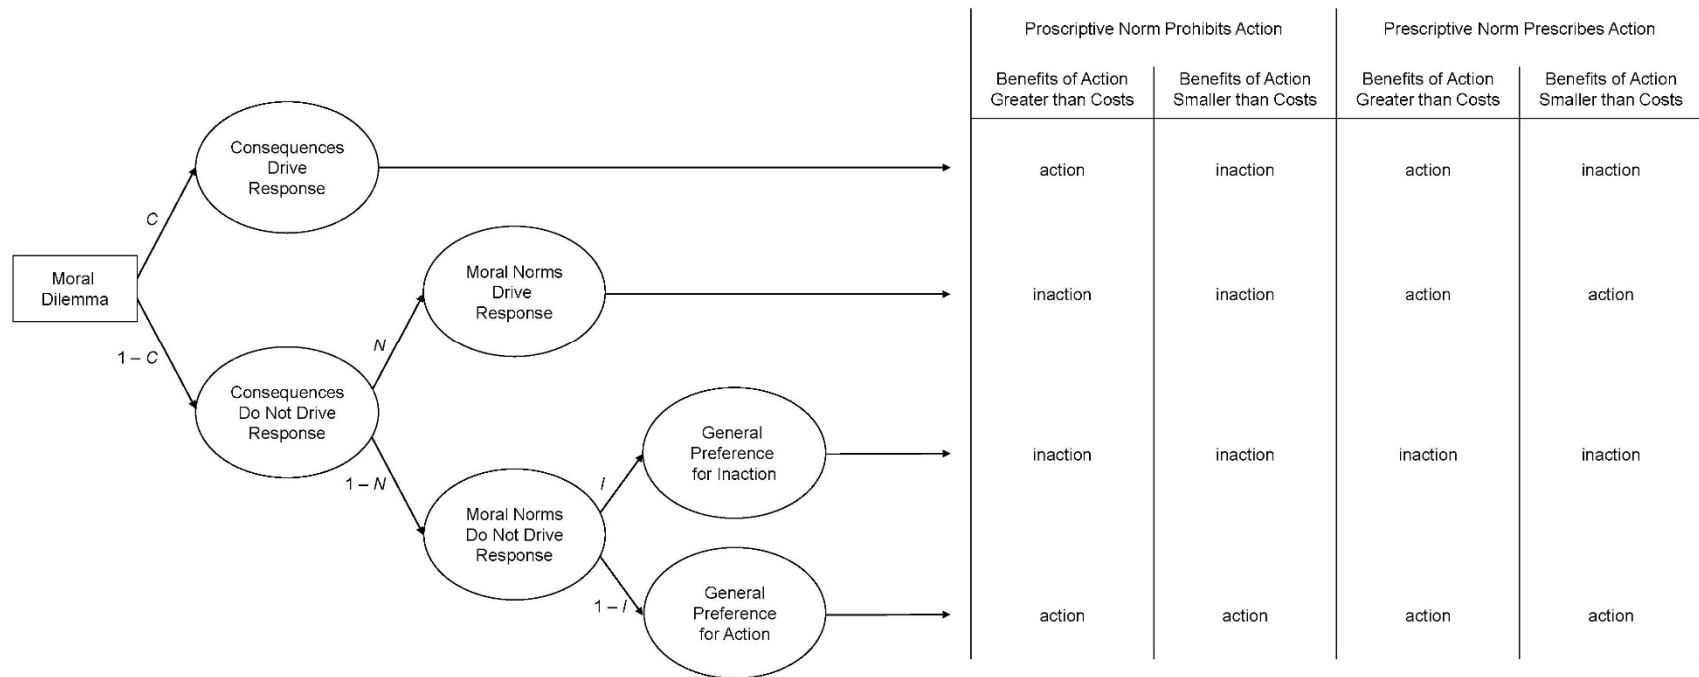 Proscriptive Norm Prohibits Action
Prescriptive Norm Prescribes Action
Benefits of Action
Greater than Costs
Benefits of Action
Smaller than Costs
Benefits of Action
Greater than Costs
Benefits of Action
Smaller than Costs
Consequences
Drive
Response
action
inaction
action
inaction
C
Moral
Dilemma
Moral Norms
Drive
Response
inaction
inaction
action
action
1 – C
N
Consequences
Do Not Drive
Response
General
Preference
for Inaction
inaction
inaction
inaction
inaction
1 – N
I
Moral Norms
Do Not Drive
Response
1 – I
General
Preference
for Action
action
action
action
action